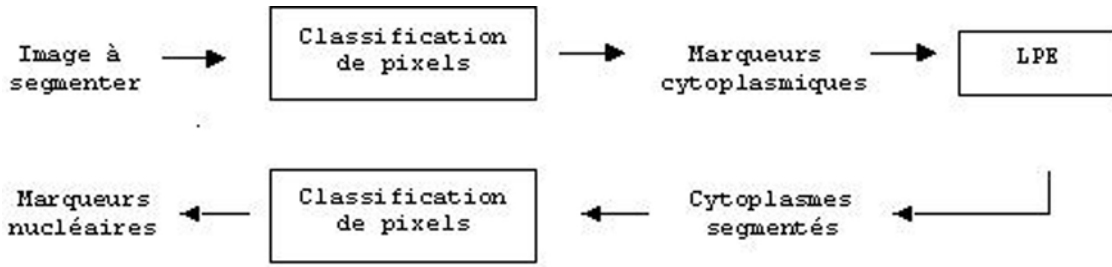 Image à
segmenter
Classification
de pixels
Marqueurs
cytoplasmiques
LPE
Marqueurs
nucléaires
Classification
de pixels
Cytoplasmes
segmentés